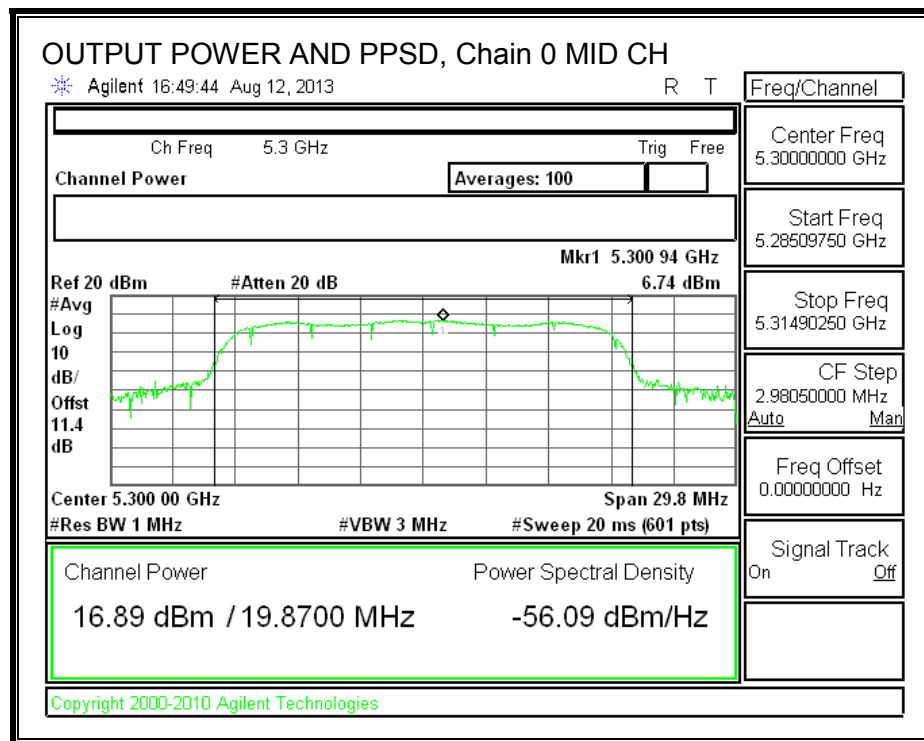 OUTPUT POWER AND PPSD, Chain 0 MID CH
Agilent 16:49:44 Aug 12, 2013 R T
Freq/Channel
Ch Freq 5.3 GHz Trig Free
Channel Power Averages: 100
Mkr1 5.300 94 GHz
Ref 20 dBm #Atten 20 dB 6.74 dBm
#Avg
Log
10
dB/
Offst
11.4
dB
1
Center 5.300 00 GHz Span 29.8 MHz
#Res BW 1 MHz #VBW 3 MHz #Sweep 20 ms (601 pts)
Channel Power Power Spectral Density
16.89 dBm / 19.8700 MHz -56.09 dBm/Hz
Center Freq
5.30000000 GHz
Start Freq
5.28509750 GHz
Stop Freq
5.31490250 GHz
CF Step
2.98050000 MHz
Auto Man
Freq Offset
0.00000000 Hz
Signal Track
On Off
Copyright 2000-2010 Agilent Technologies